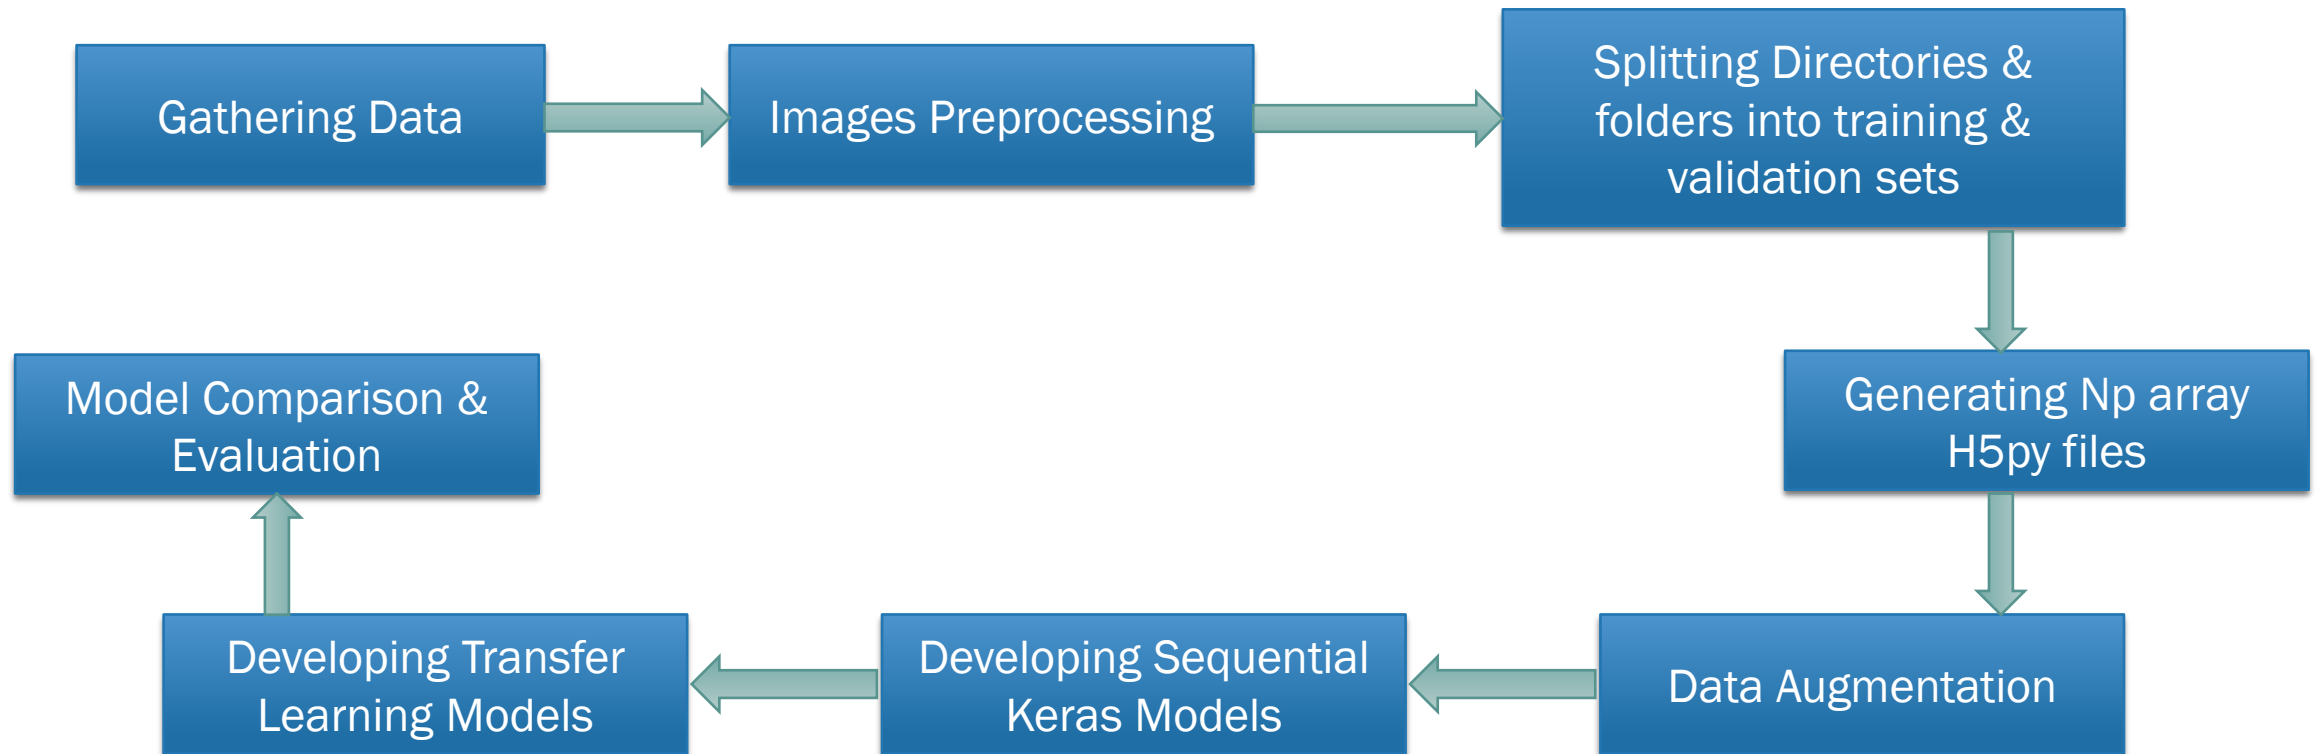 Gathering Data
Images Preprocessing
Splitting Directories &
folders into training &
validation sets
Generating Np array
H5py files
Data Augmentation
Developing Sequential
Keras Models
Developing Transfer
Learning Models
Model Comparison &
Evaluation